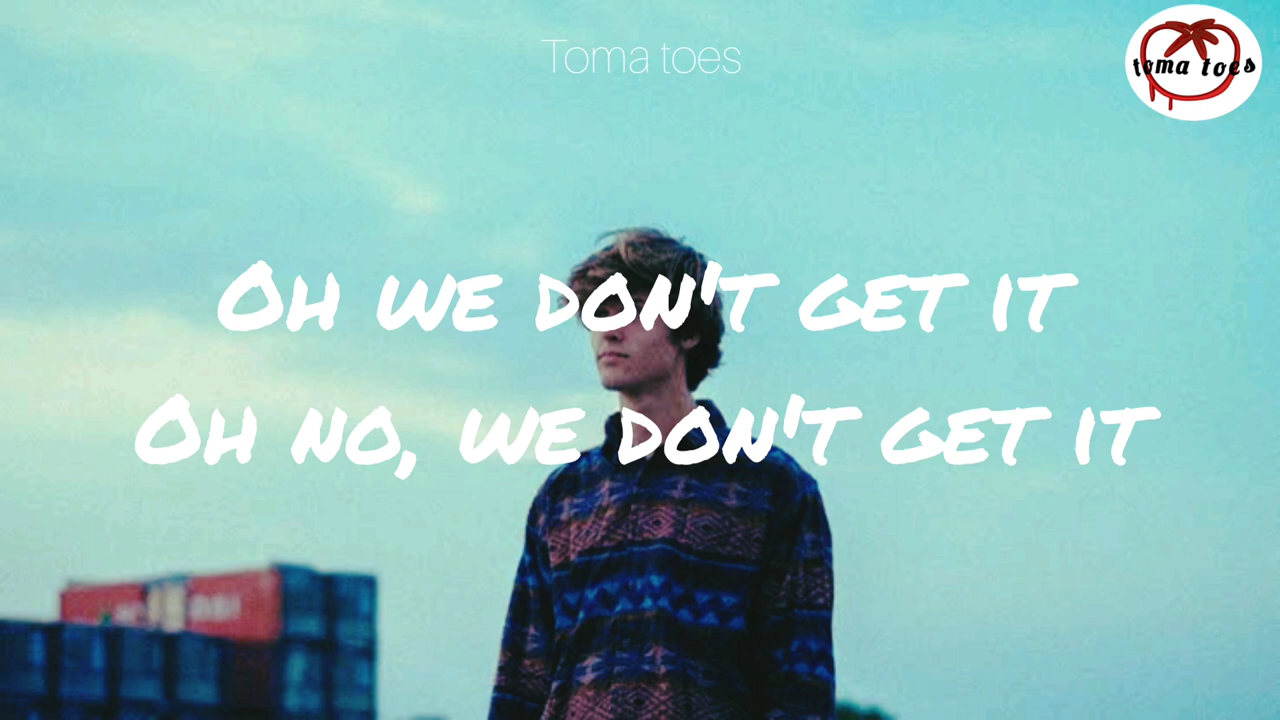 Toma toes
toma toes
Oh we don't get it
Oh no, we don't get it